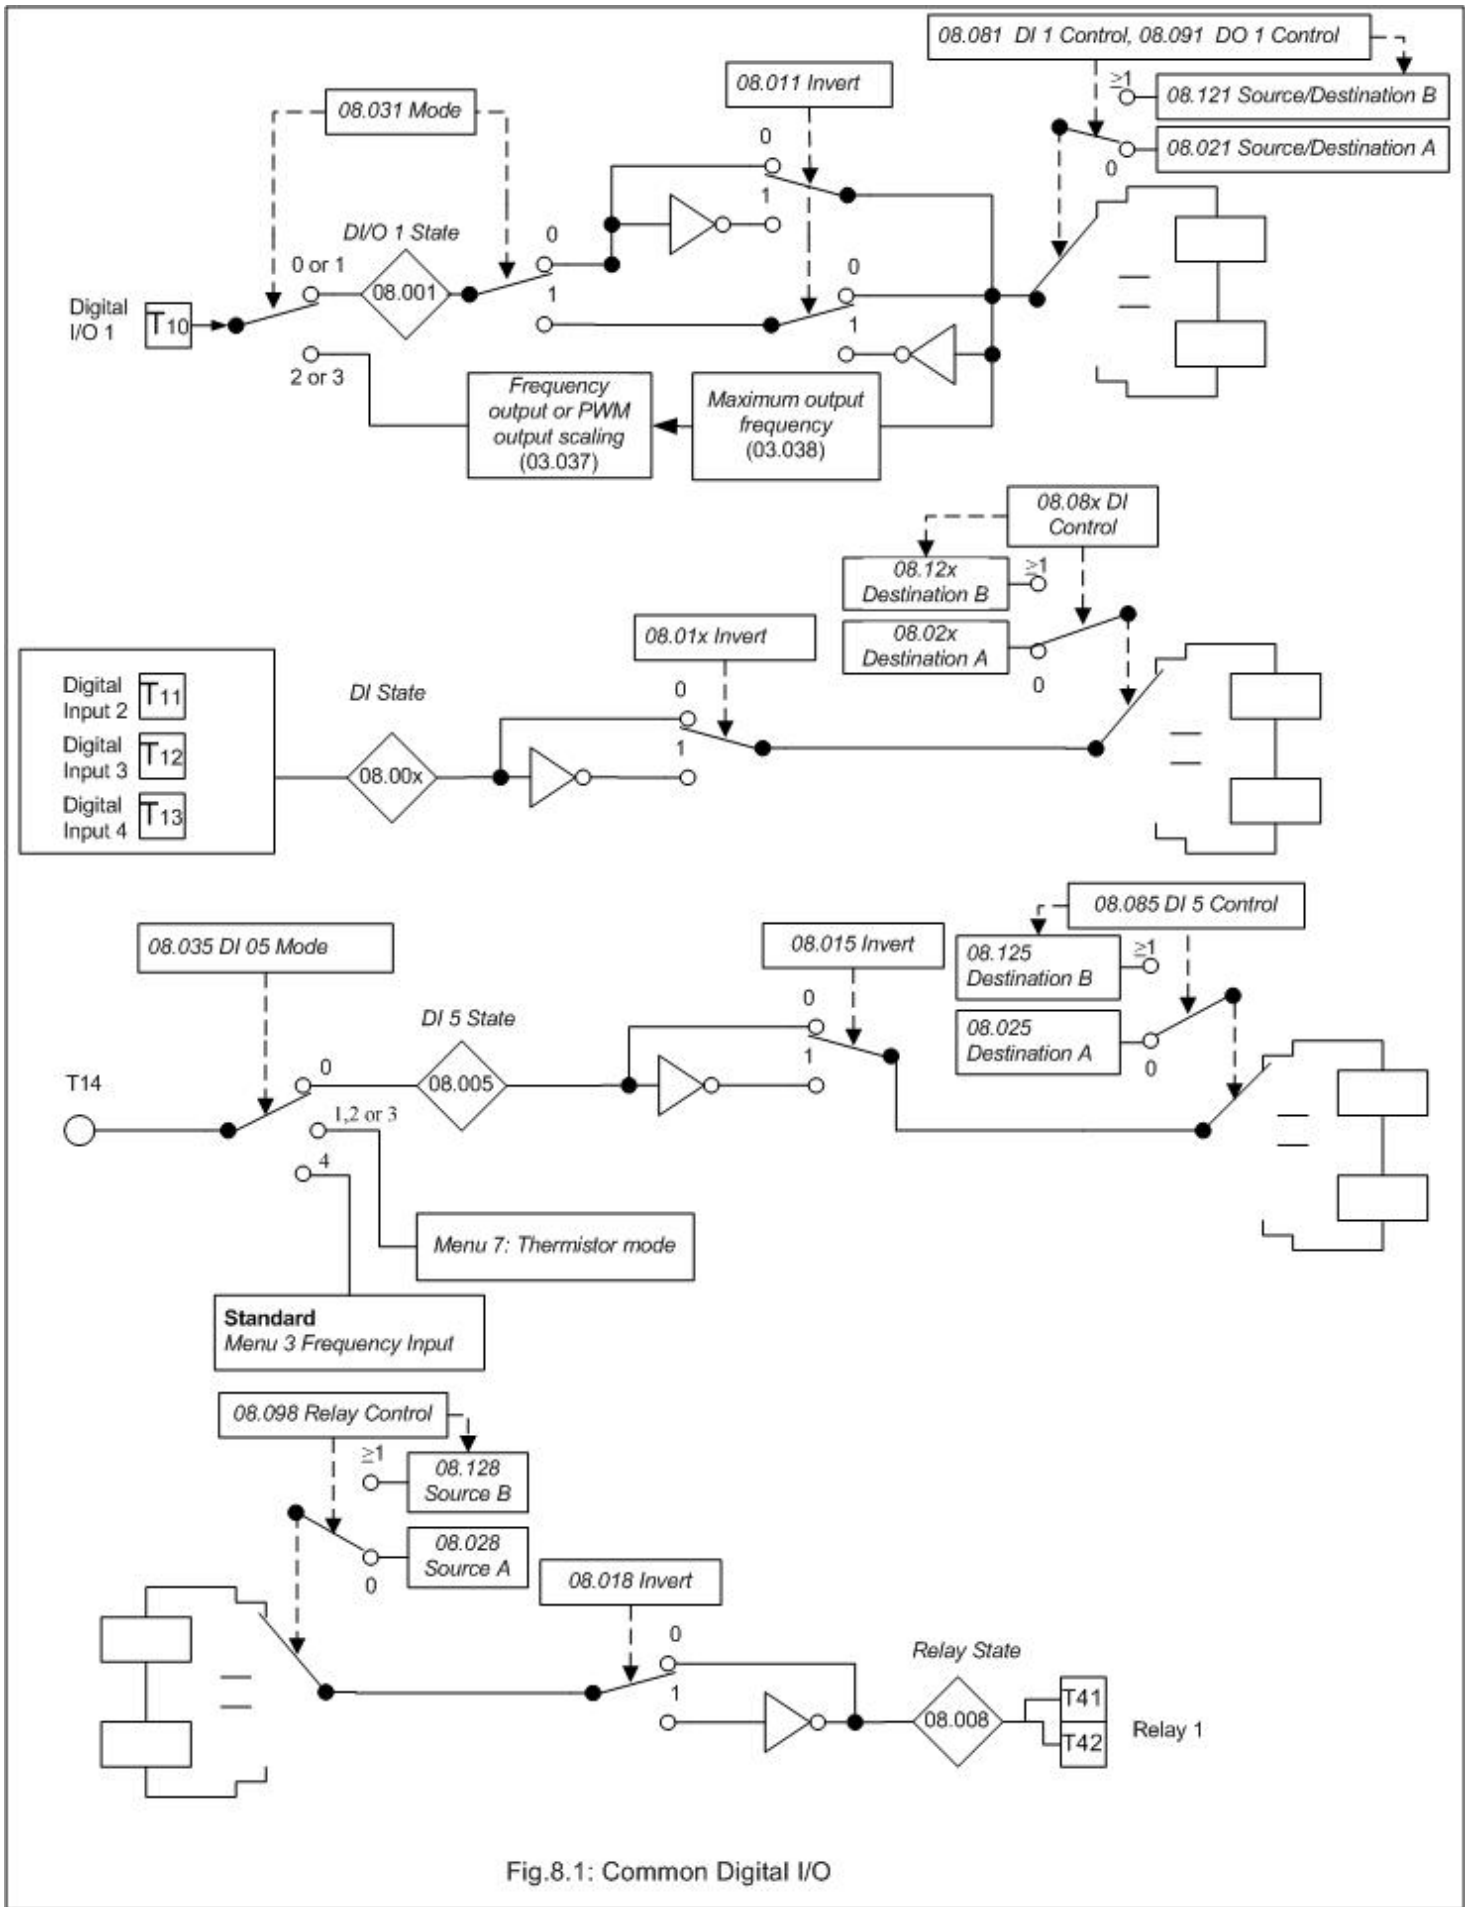 08.081 DI 1 Control, 08.091 DO 1 Control
≥1
08.121 Source/Destination B
08.021 Source/Destination A
0
08.011 Invert
08.031 Mode
0
1
DI/O 1 State
0 or 1
08.001
0
1
0
1
Digital
I/O 1
T10
2 or 3
Frequency
output or PWM
output scaling
(03.037)
Maximum output
frequency
(03.038)
08.08x DI
Control
08.12x
Destination B
≥1
08.02x
Destination A
0
08.01x Invert
Digital
Input 2
T11
Digital
Input 3
T12
Digital
Input 4
T13
DI State
08.00x
0
1
08.085 DI 5 Control
08.035 DI 05 Mode
08.015 Invert
08.125
Destination B
≥1
08.025
Destination A
0
DI 5 State
08.005
0
1
T14
0
1,2 or 3
4
Menu 7: Thermistor mode
Standard
Menu 3 Frequency Input
08.098 Relay Control
≥1
08.128
Source B
08.028
Source A
0
08.018 Invert
0
1
Relay State
08.008
T41
T42
Relay 1
Fig.8.1: Common Digital I/O